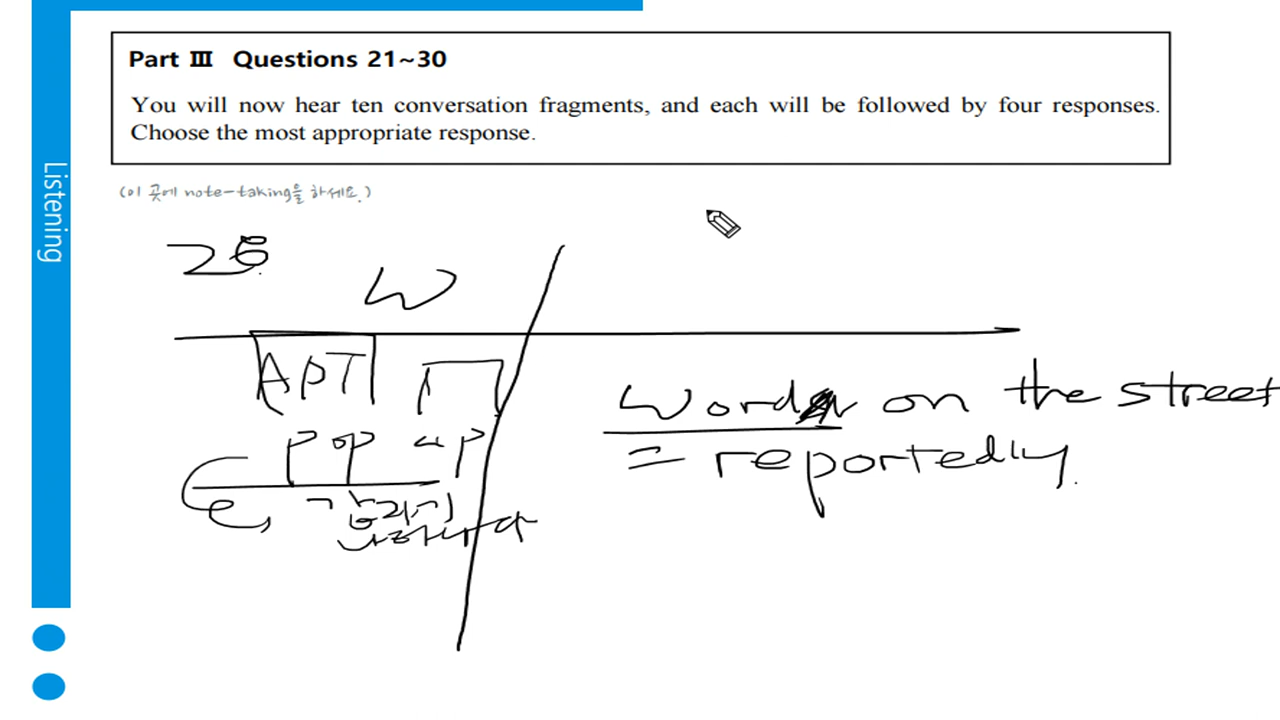 Listening
Part Ⅲ Questions 21~30
You will now hear ten conversation fragments, and each will be followed by four responses.
Choose the most appropriate response.
(이 곳에 note-taking을 하세요.)
W
APT
pop up
갑자기
나타나다
word on the street
= reportedly